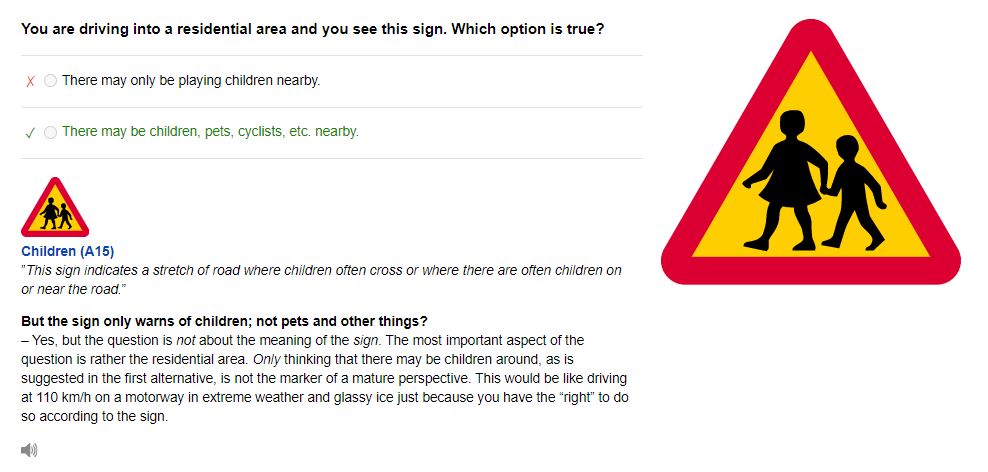 You are driving into a residential area and you see this sign. Which option is true?
✗ There may only be playing children nearby.
✓ There may be children, pets, cyclists, etc. nearby.
Children (A15)
"This sign indicates a stretch of road where children often cross or where there are often children on
or near the road."
But the sign only warns of children; not pets and other things?
– Yes, but the question is not about the meaning of the sign. The most important aspect of the
question is rather the residential area. Only thinking that there may be children around, as is
suggested in the first alternative, is not the marker of a mature perspective. This would be like driving
at 110 km/h on a motorway in extreme weather and glassy ice just because you have the “right” to do
so according to the sign.